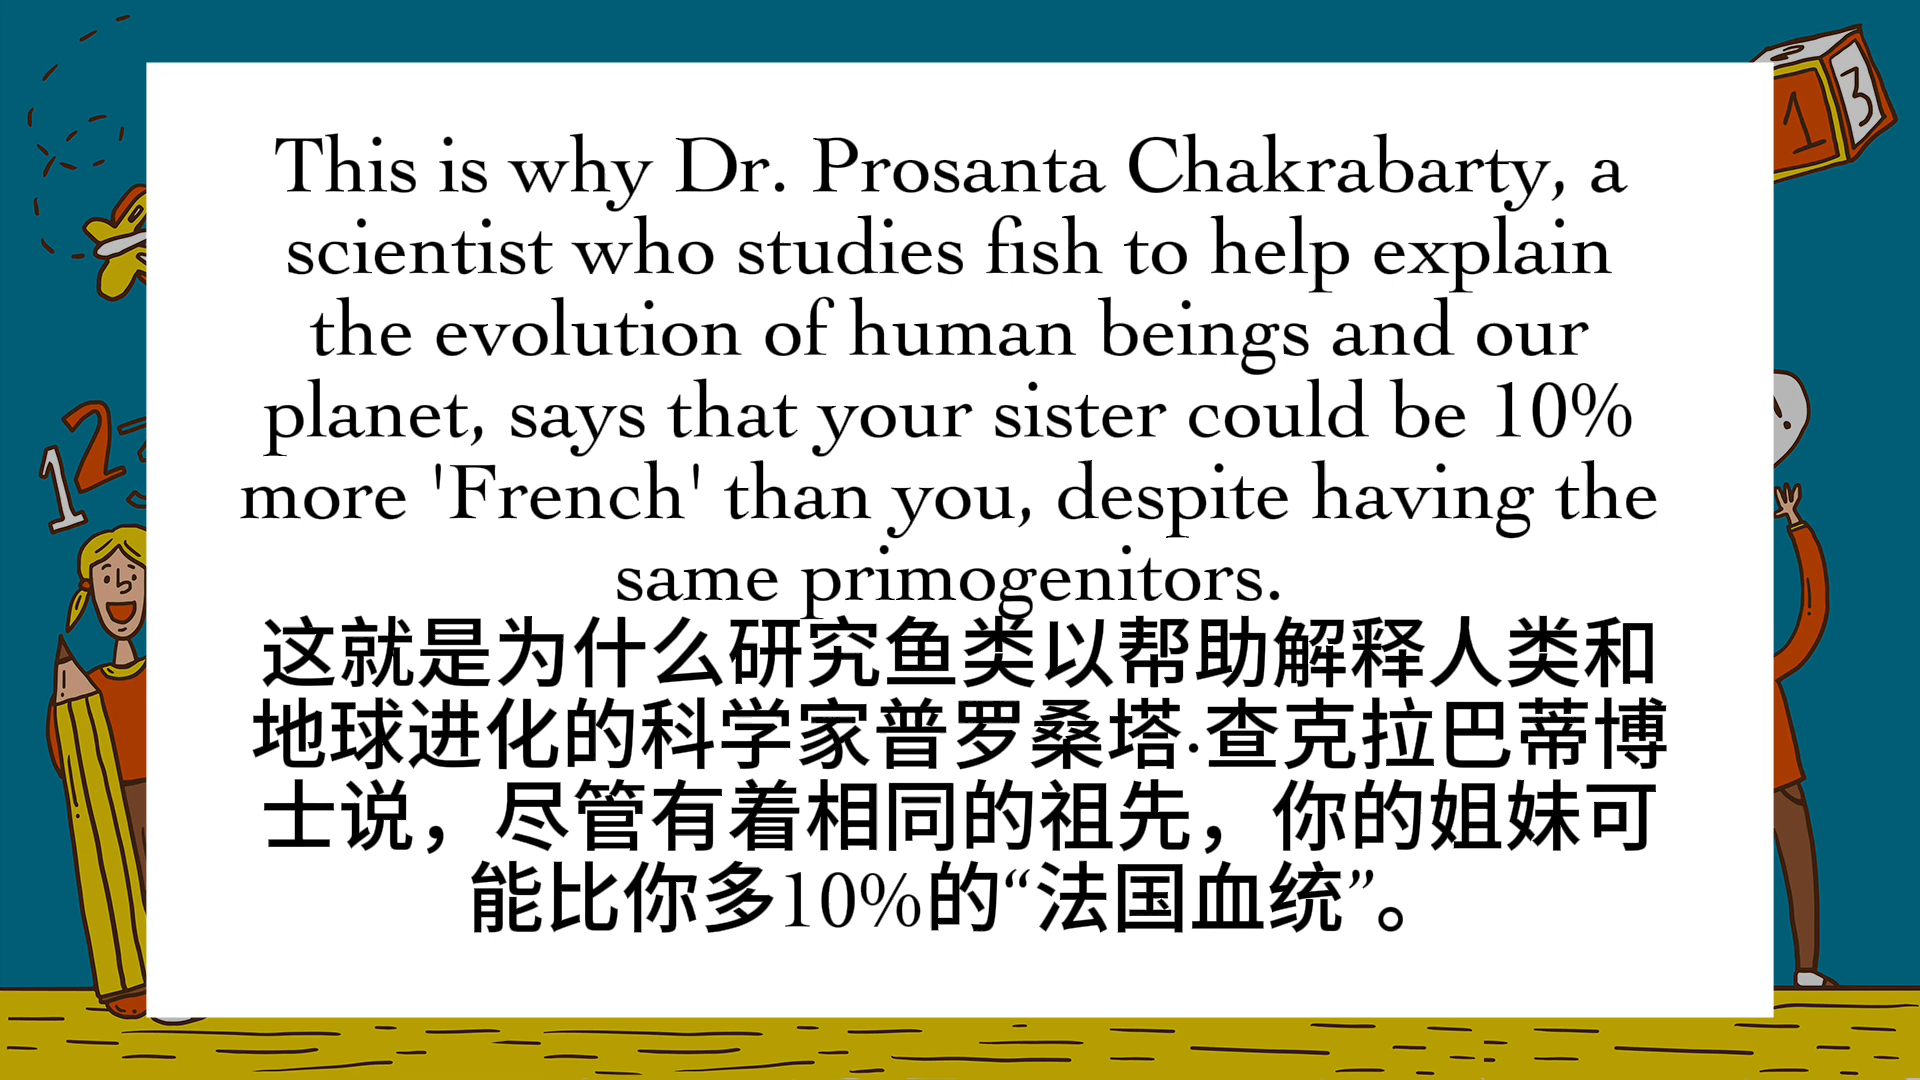 This is why Dr. Prosanta Chakrabarty, a
scientist who studies fish to help explain
the evolution of human beings and our
planet, says that your sister could be 10%
more 'French' than you, despite having the
same primogenitors.
这就是为什么研究鱼类以帮助解释人类和
地球进化的科学家普罗桑塔·查克拉巴蒂博
士说，尽管有着相同的祖先，你的姐妹可
能比你多10%的“法国血统”。
1 3
1 2